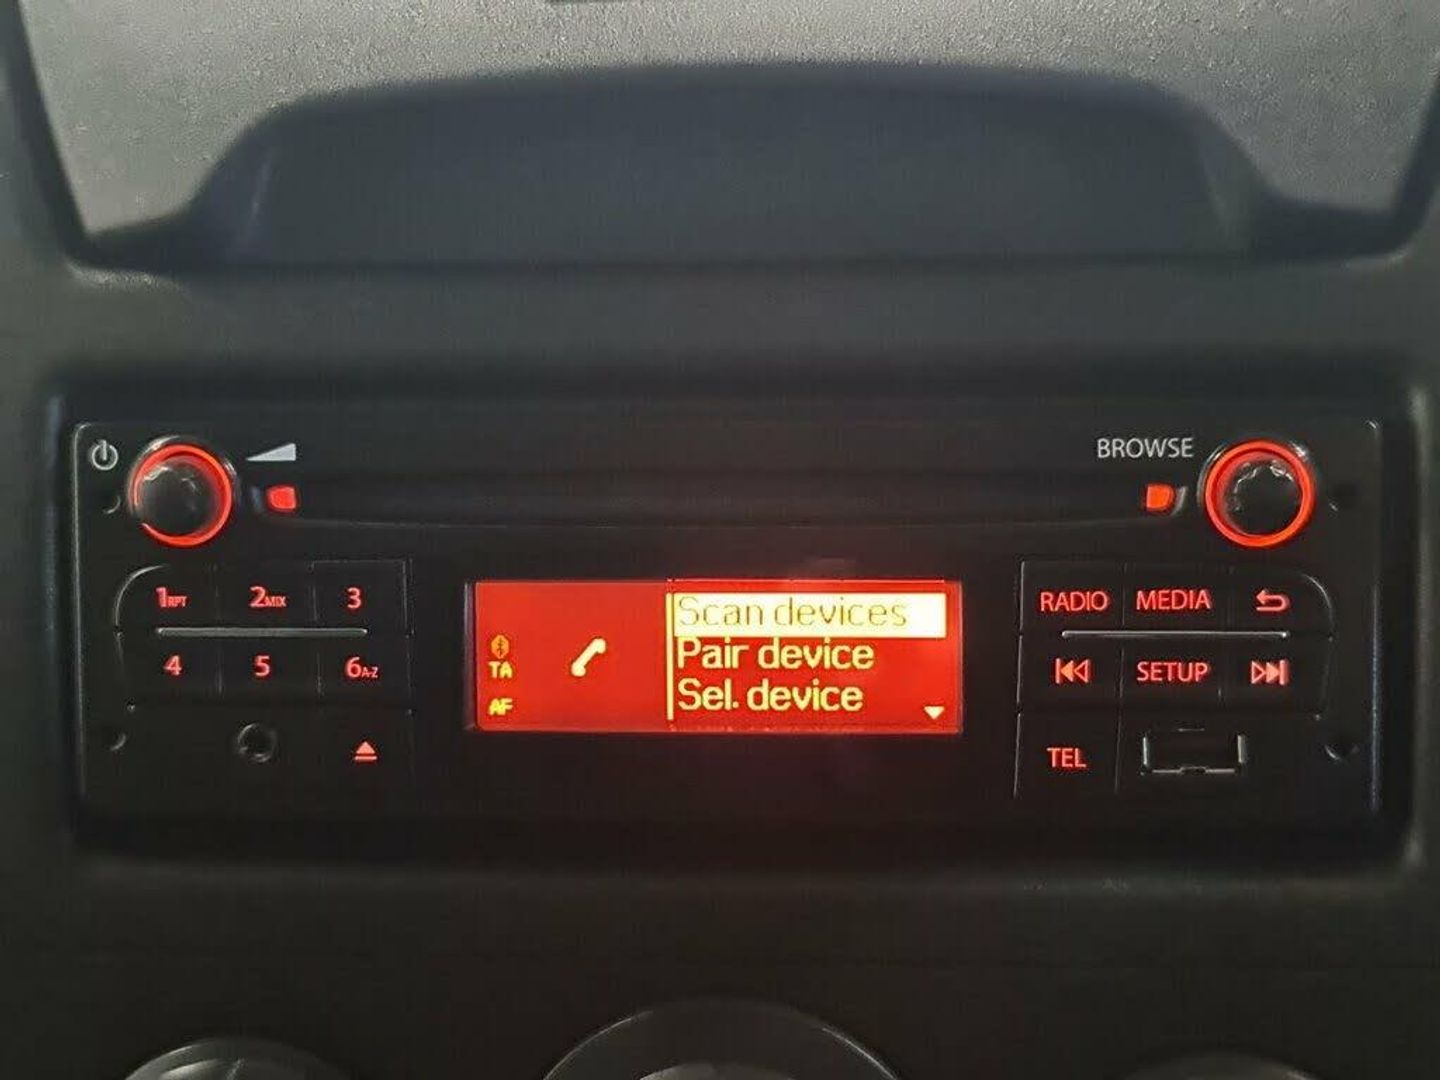 BROWSE
1RPT 2MIX 3
4 5 6A-Z
TA
AF
Scan devices
Pair device
Sel. device
RADIO MEDIA
SETUP
TEL